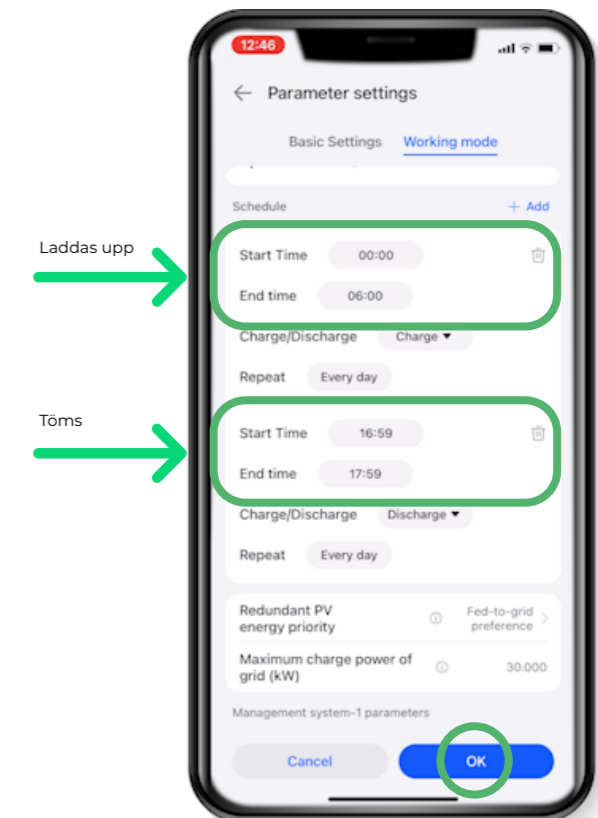 12:46
Parameter settings
Basic Settings Working mode
Schedule + Add
Laddas upp
Start Time 00:00
End time 06:00
Charge/Discharge Charge
Repeat Every day
Töms
Start Time 16:59
End time 17:59
Charge/Discharge Discharge
Repeat Every day
Redundant PV
energy priority
Fed-to-grid
preference
Maximum charge power of
grid (kW)
30.000
Management system-1 parameters
Cancel OK